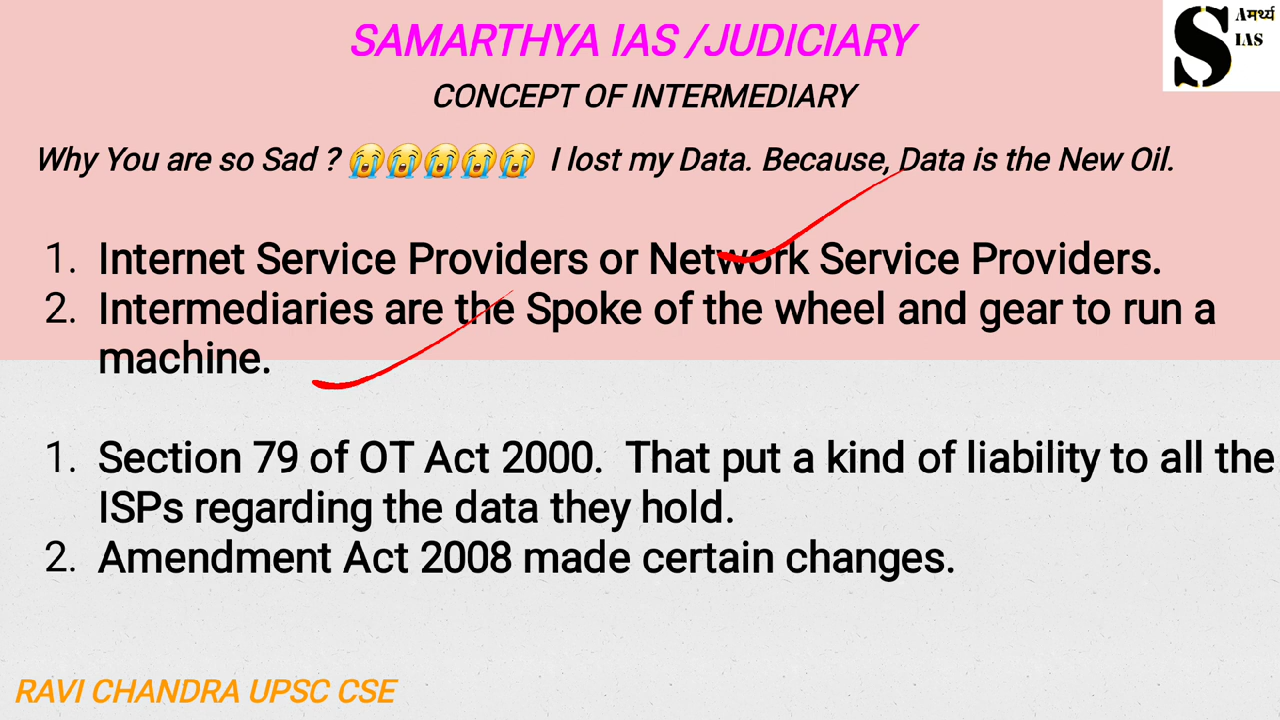 SAMARTHYA IAS /JUDICIARY
Aमर्थ्य
S IAS
CONCEPT OF INTERMEDIARY
Why You are so Sad ? 😭😭😭😭😭 I lost my Data. Because, Data is the New Oil.
1. Internet Service Providers or Network Service Providers.
2. Intermediaries are the Spoke of the wheel and gear to run a
machine.
1. Section 79 of OT Act 2000. That put a kind of liability to all the
ISPs regarding the data they hold.
2. Amendment Act 2008 made certain changes.
RAVI CHANDRA UPSC CSE